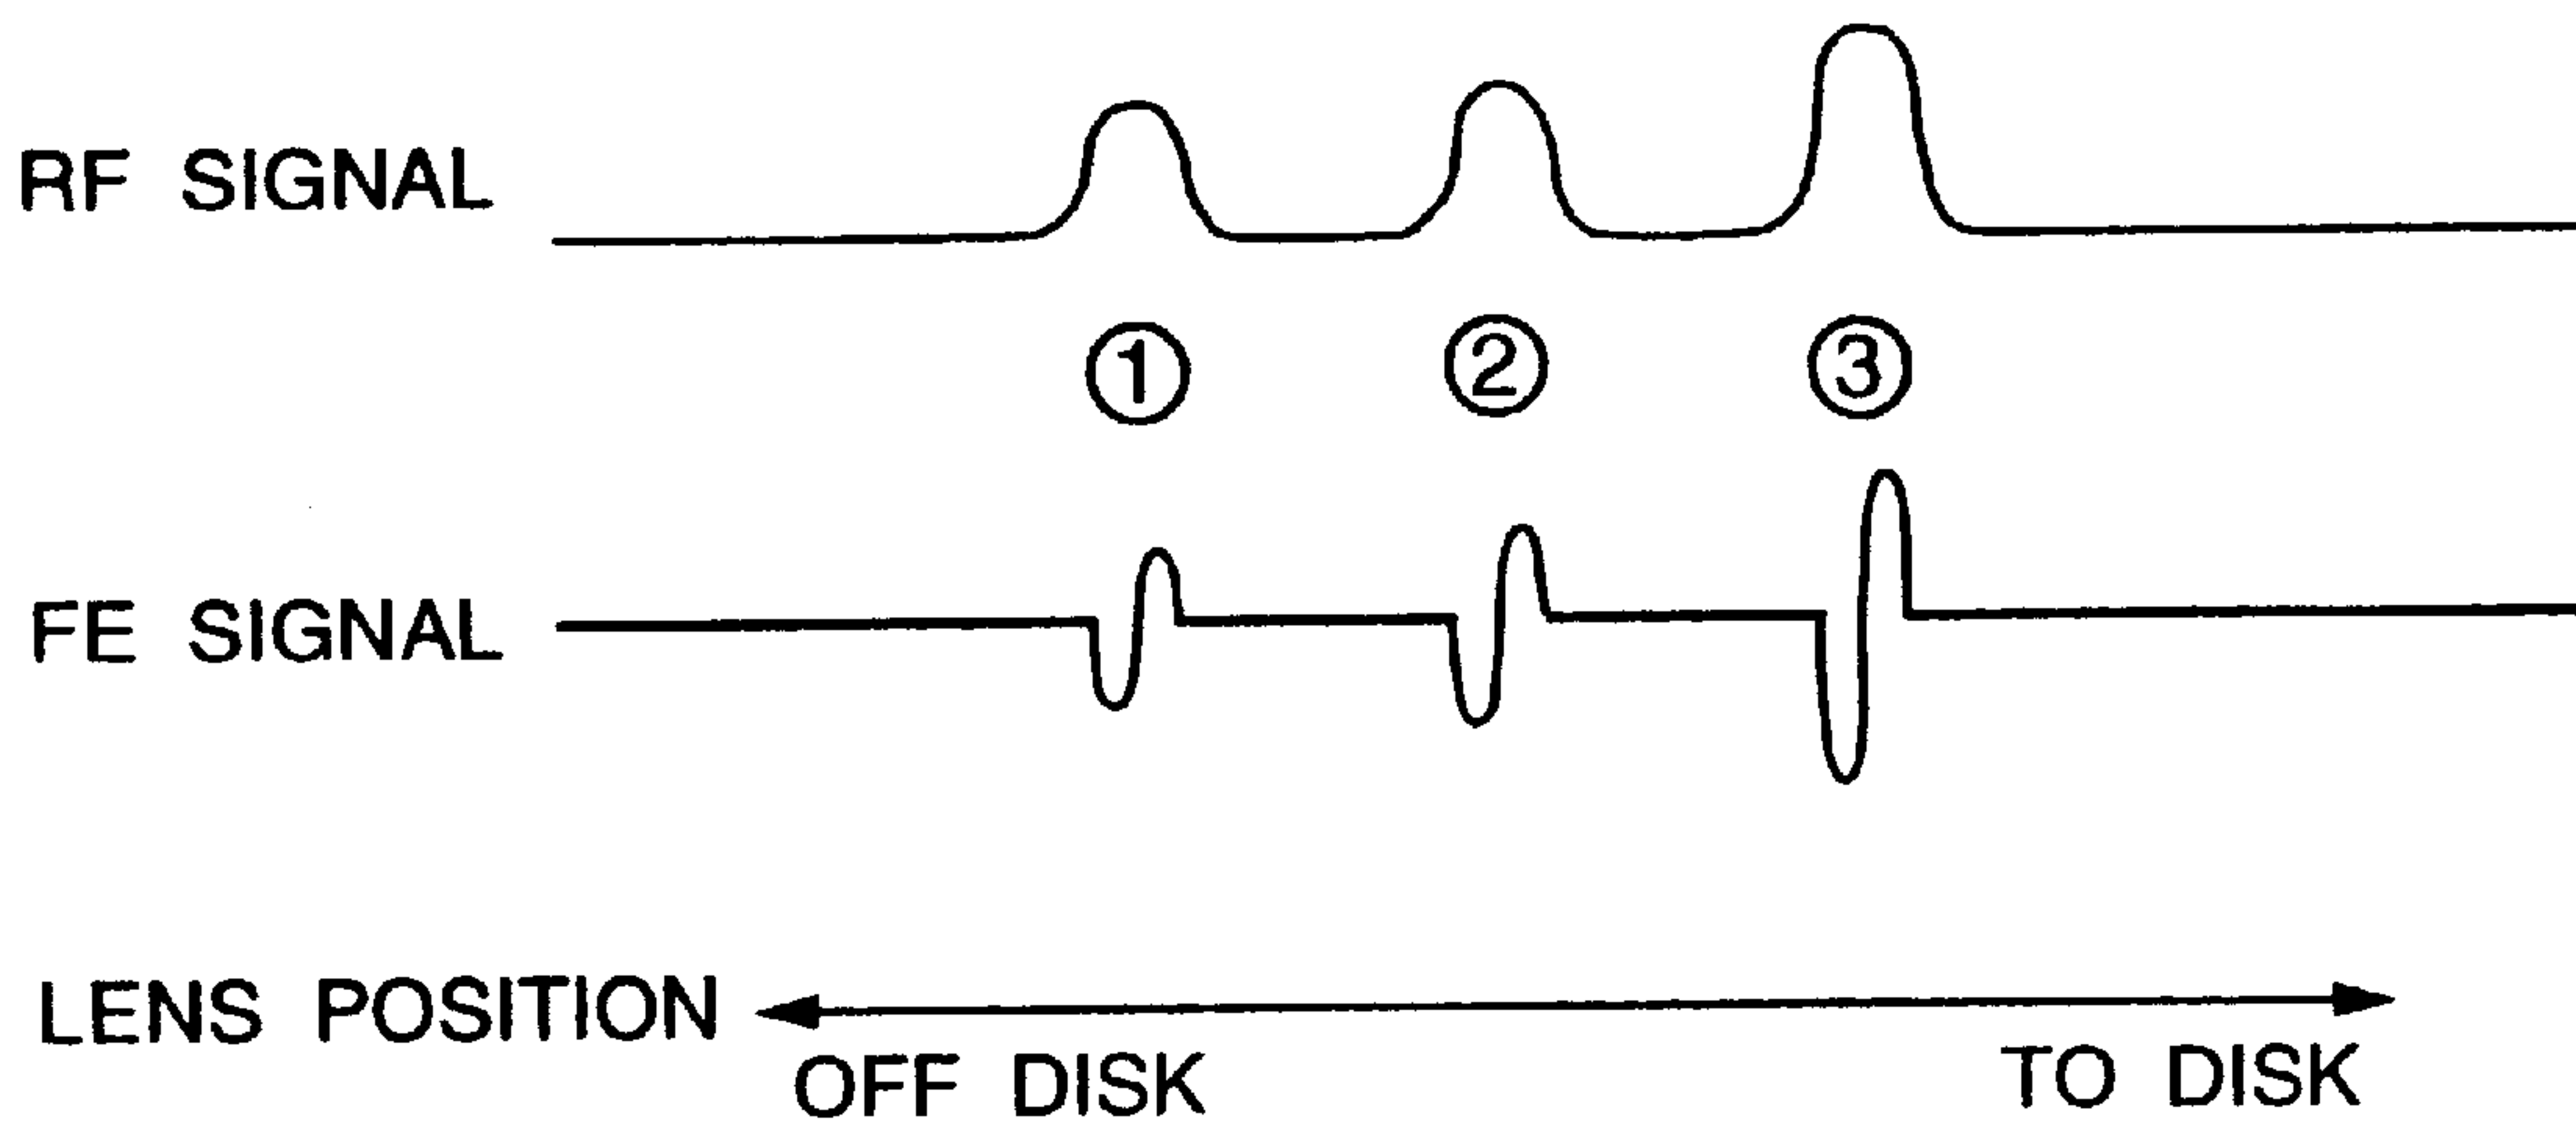 RF SIGNAL
① ② ③
FE SIGNAL
LENS POSITION
OFF DISK TO DISK